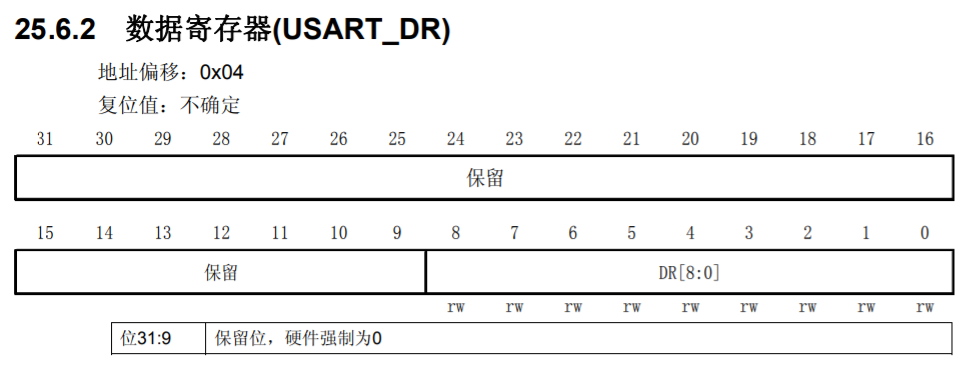 25.6.2 数据寄存器(USART_DR)
地址偏移：0x04
复位值：不确定
31 30 29 28 27 26 25 24 23 22 21 20 19 18 17 16
保留
15 14 13 12 11 10 9 8 7 6 5 4 3 2 1 0
保留 DR[8:0]
rw rw rw rw rw rw rw rw rw
位31:9 保留位，硬件强制为0